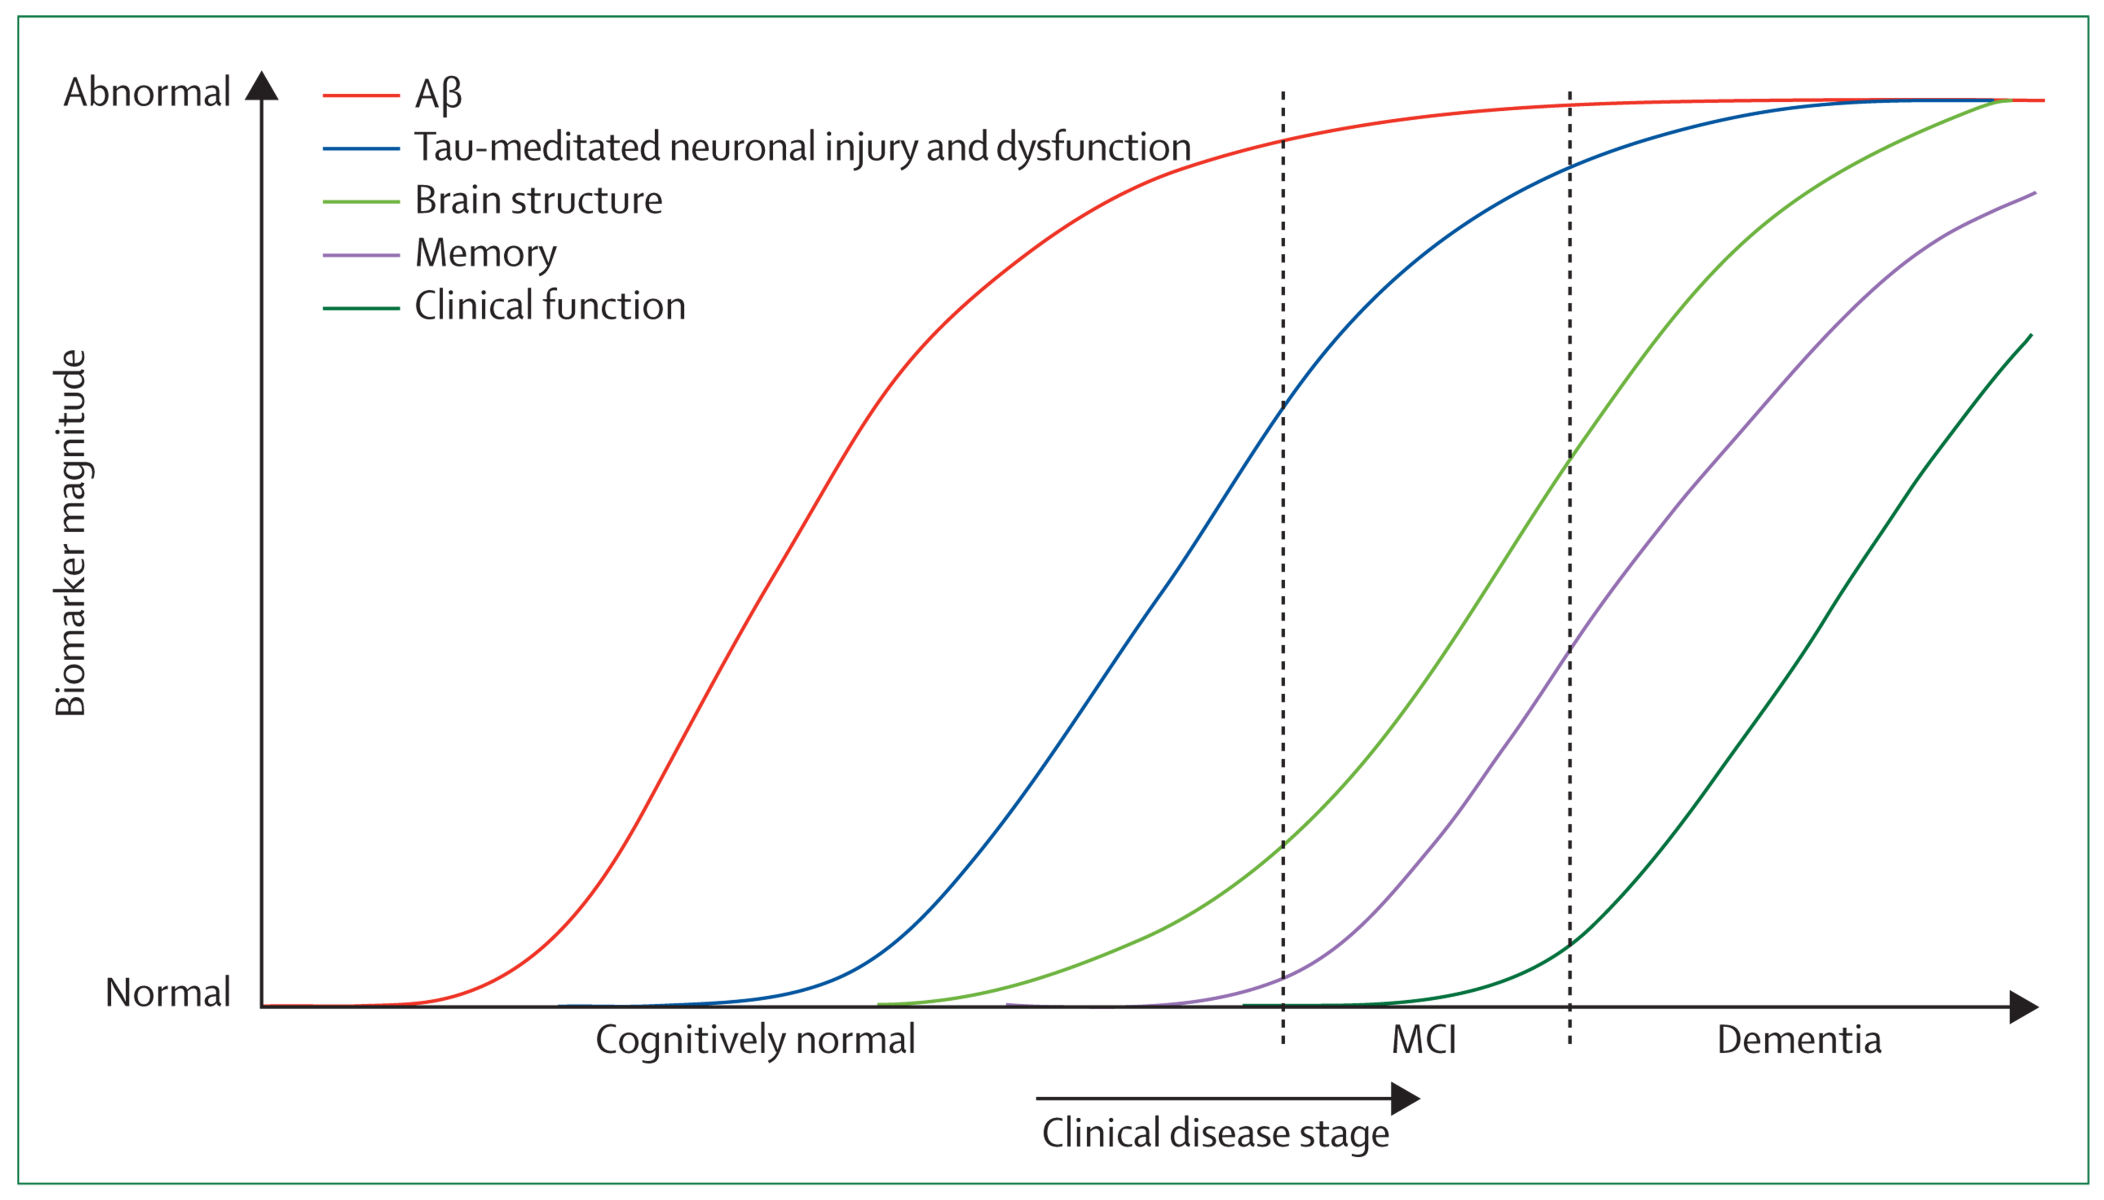 Abnormal
Aβ
Tau-meditated neuronal injury and dysfunction
Brain structure
Memory
Clinical function
Biomarker magnitude
Normal
Cognitively normal
MCI
Dementia
Clinical disease stage